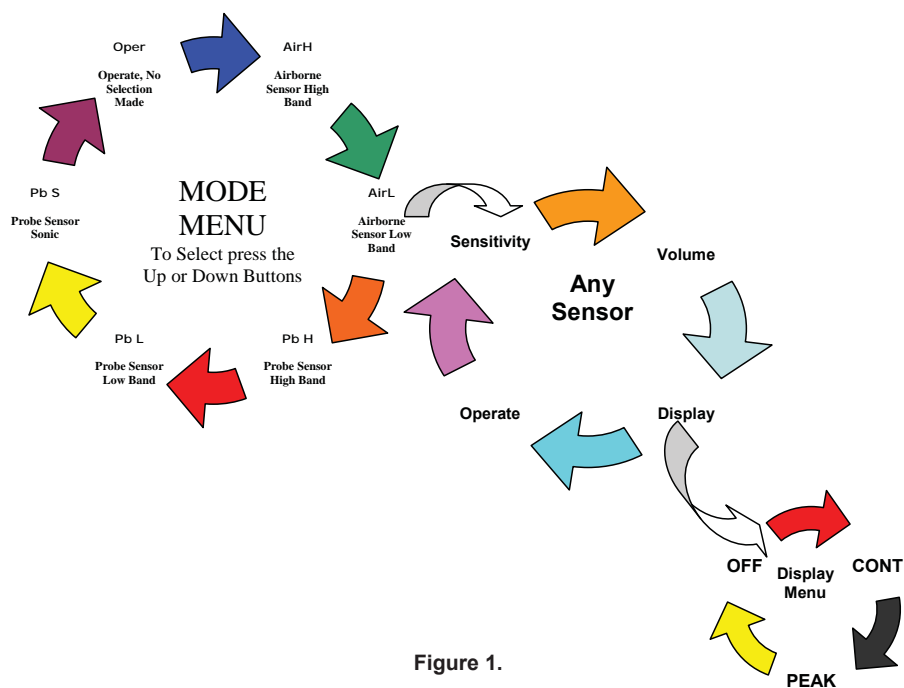 Oper
Operate, No
Selection
Made
AirH
Airborne
Sensor High
Band
Pb S
Probe Sensor
Sonic
MODE
MENU
To Select press the
Up or Down Buttons
AirL
Airborne
Sensor Low
Band
Pb L
Probe Sensor
Low Band
Pb H
Probe Sensor
High Band
Sensitivity
Volume
Any
Sensor
Operate
Display
OFF
Display
Menu
CONT
PEAK
Figure 1.